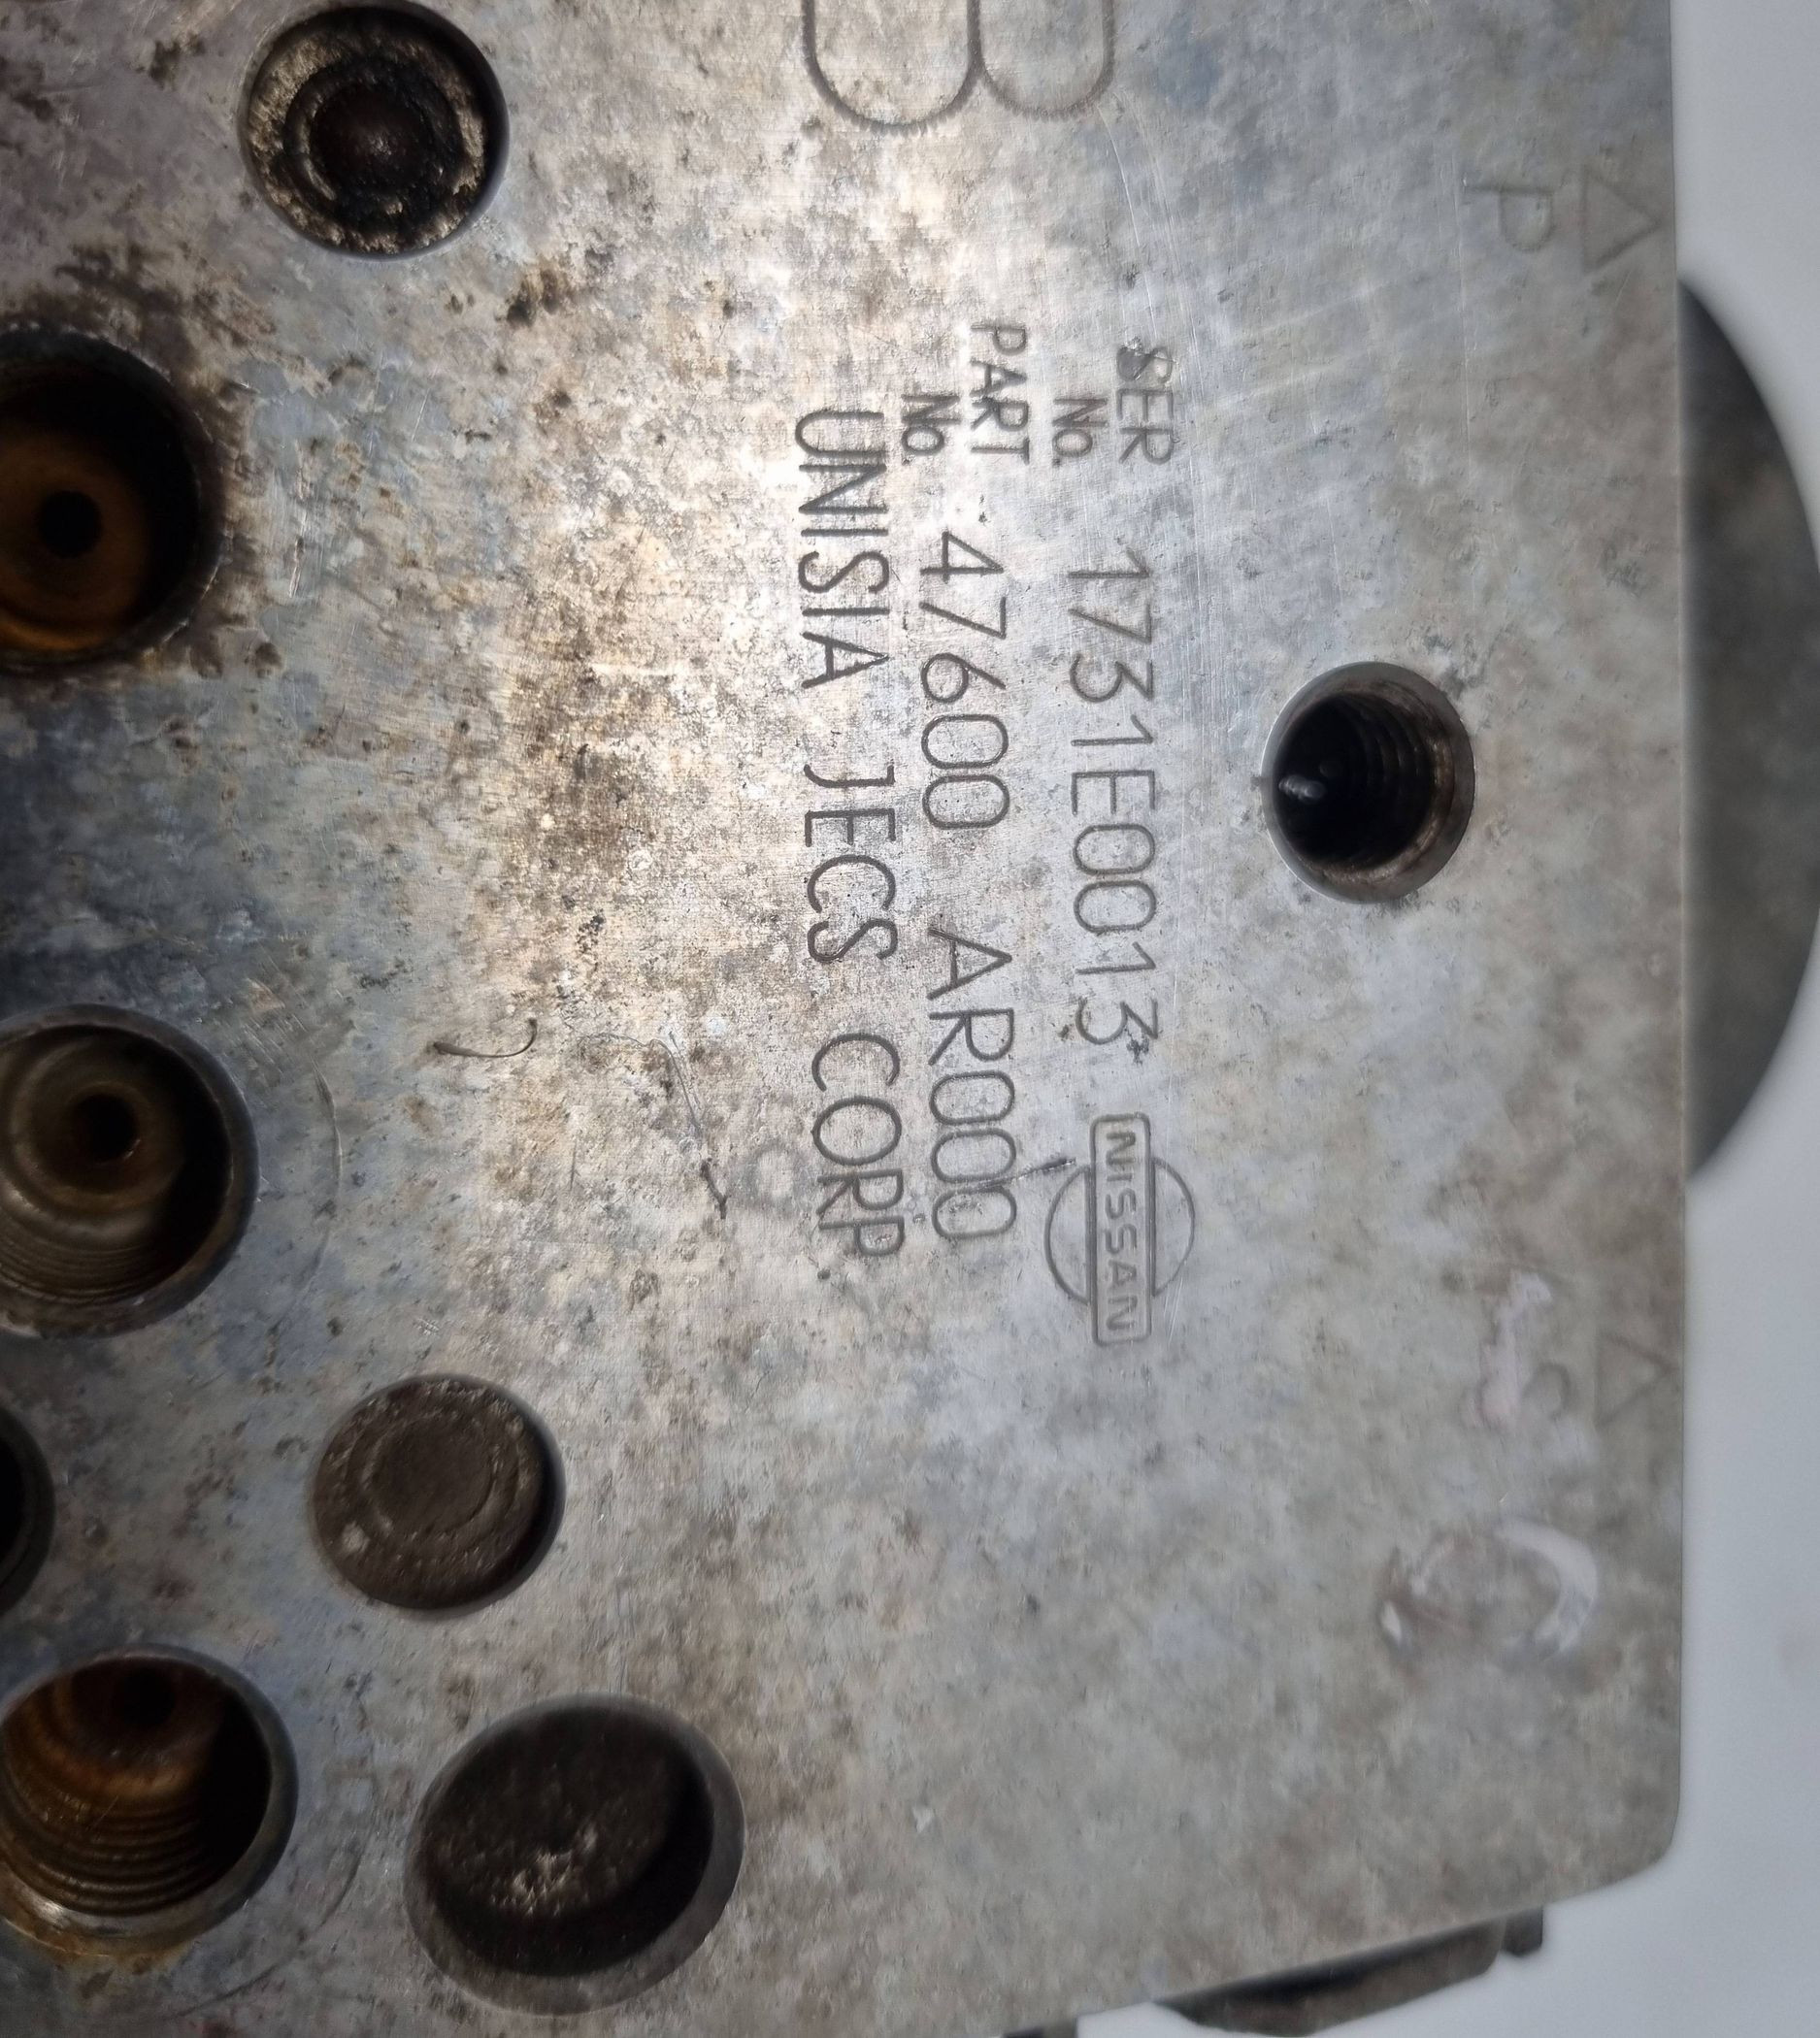 P
SER
No. 1731E0013 NISSAN
PART
No. 47600 AR000
UNISIA JECS CORP